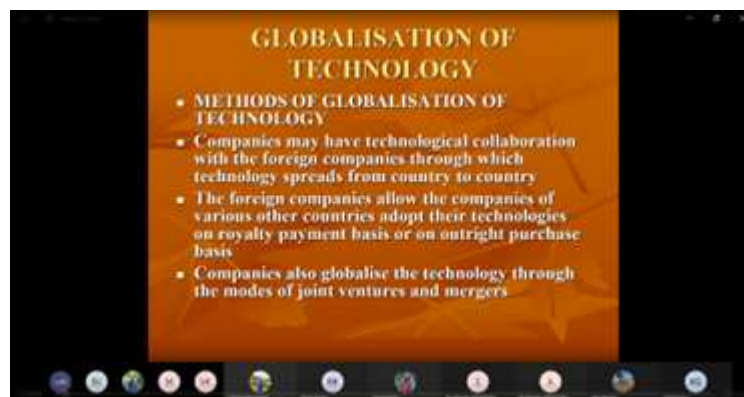 GLOBALISATION OF
TECHNOLOGY
METHODS OF GLOBALISATION OF
TECHNOLOGY
Companies may have technological collaboration
with the foreign companies through which
technology spreads from country to country
The foreign companies allow the companies of
various other countries adopt their technologies
on royalty payment basis or on outright purchase
basis
Companies also globalise the technology through
the modes of joint ventures and mergers